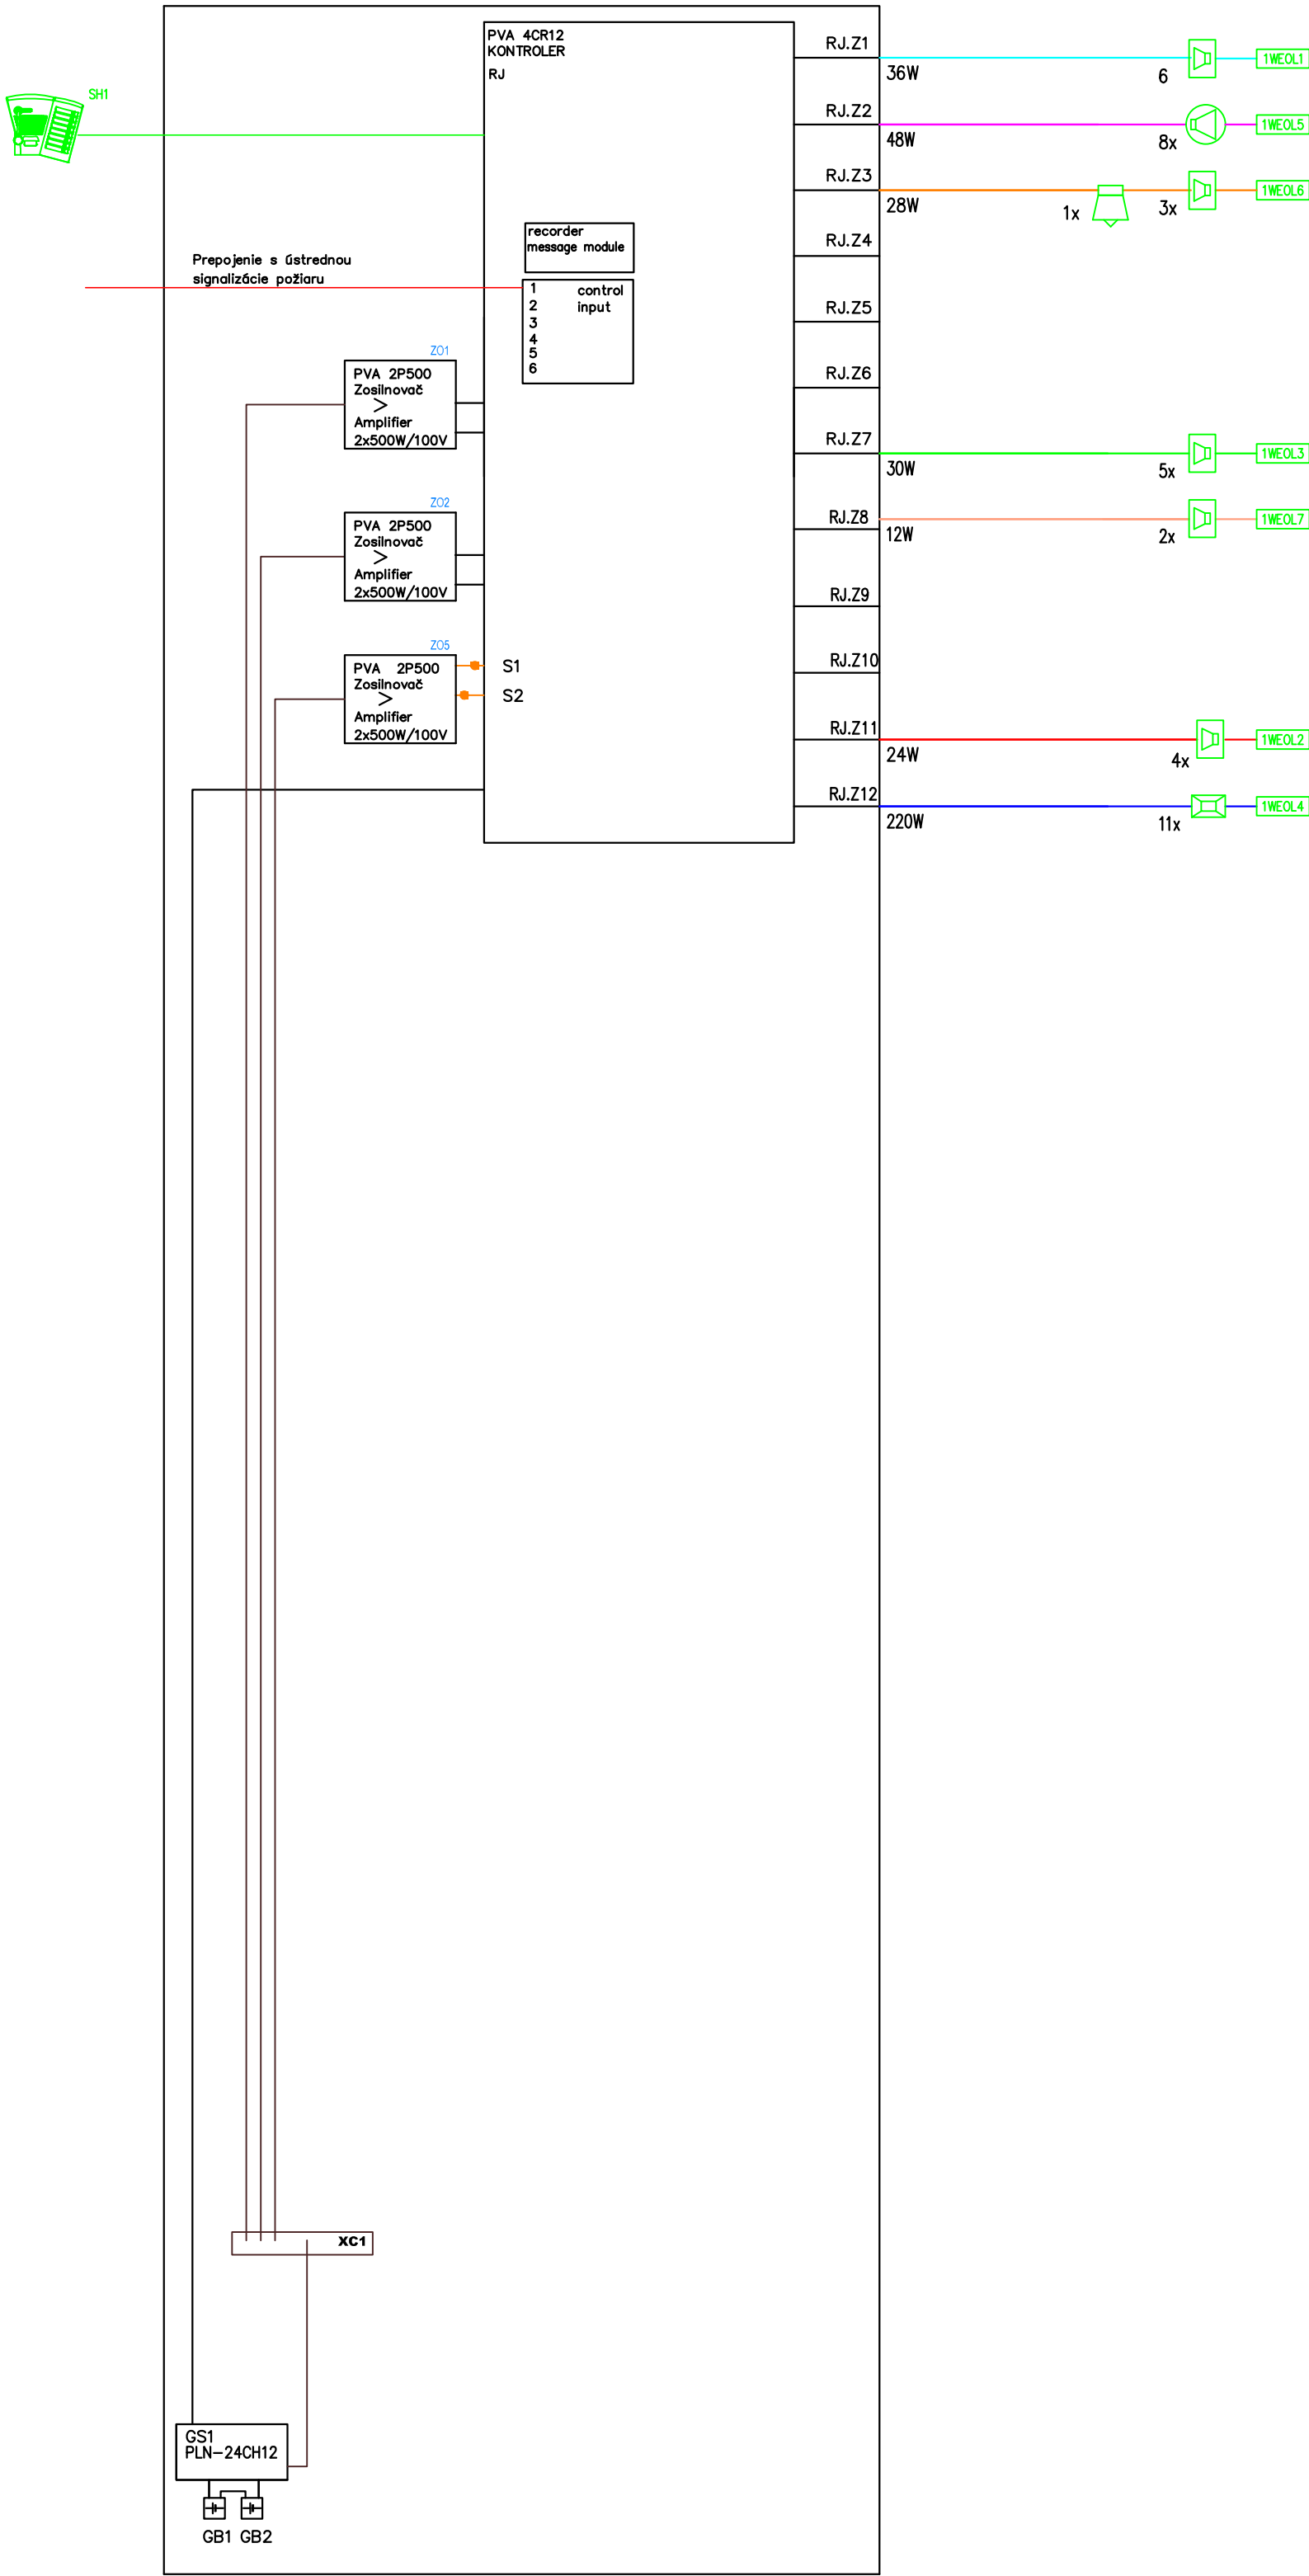 PVA 4CR12
KONTROLER
RJ
SH1
recorder
message module
Prepojenie s ústrednou
signalizácie požiaru
1
2
3
4
5
6
control
input
ZO1
PVA 2P500
Zosilnovač
>
Amplifier
2x500W/100V
ZO2
PVA 2P500
Zosilnovač
>
Amplifier
2x500W/100V
ZO5
PVA 2P500
Zosilnovač
>
Amplifier
2x500W/100V
S1
S2
RJ.Z1
36W
6
1WEOL1
RJ.Z2
48W
8x
1WEOL5
RJ.Z3
28W
1x
3x
1WEOL6
RJ.Z4
RJ.Z5
RJ.Z6
RJ.Z7
30W
5x
1WEOL3
RJ.Z8
12W
2x
1WEOL7
RJ.Z9
RJ.Z10
RJ.Z11
24W
4x
1WEOL2
RJ.Z12
220W
11x
1WEOL4
XC1
GS1
PLN-24CH12
GB1 GB2